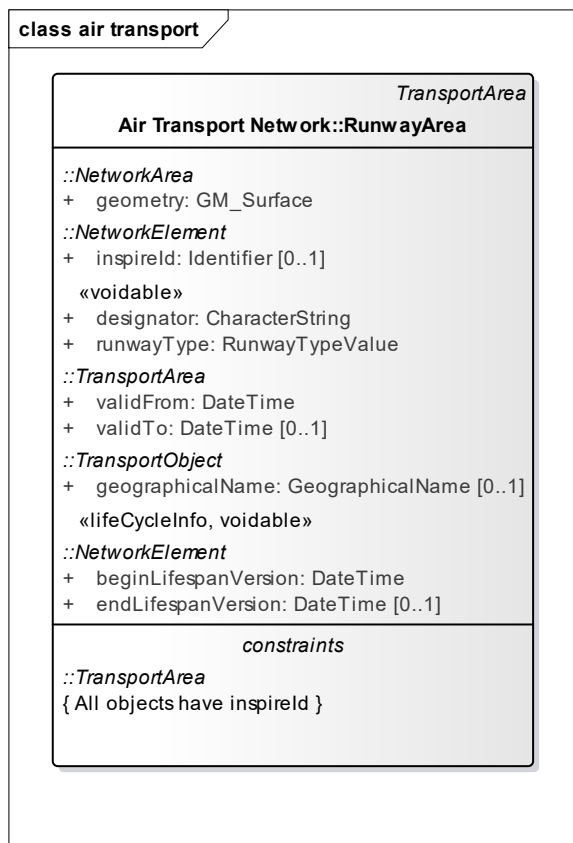 class air transport
TransportArea
Air Transport Network::RunwayArea
::NetworkArea
+ geometry: GM_Surface
::NetworkElement
+ inspireId: Identifier [0..1]
«voidable»
+ designator: CharacterString
+ runwayType: RunwayTypeValue
::TransportArea
+ validFrom: DateTime
+ validTo: DateTime [0..1]
::TransportObject
+ geographicalName: GeographicalName [0..1]
«lifeCycleInfo, voidable»
::NetworkElement
+ beginLifespanVersion: DateTime
+ endLifespanVersion: DateTime [0..1]
constraints
::TransportArea
{ All objects have inspireId }